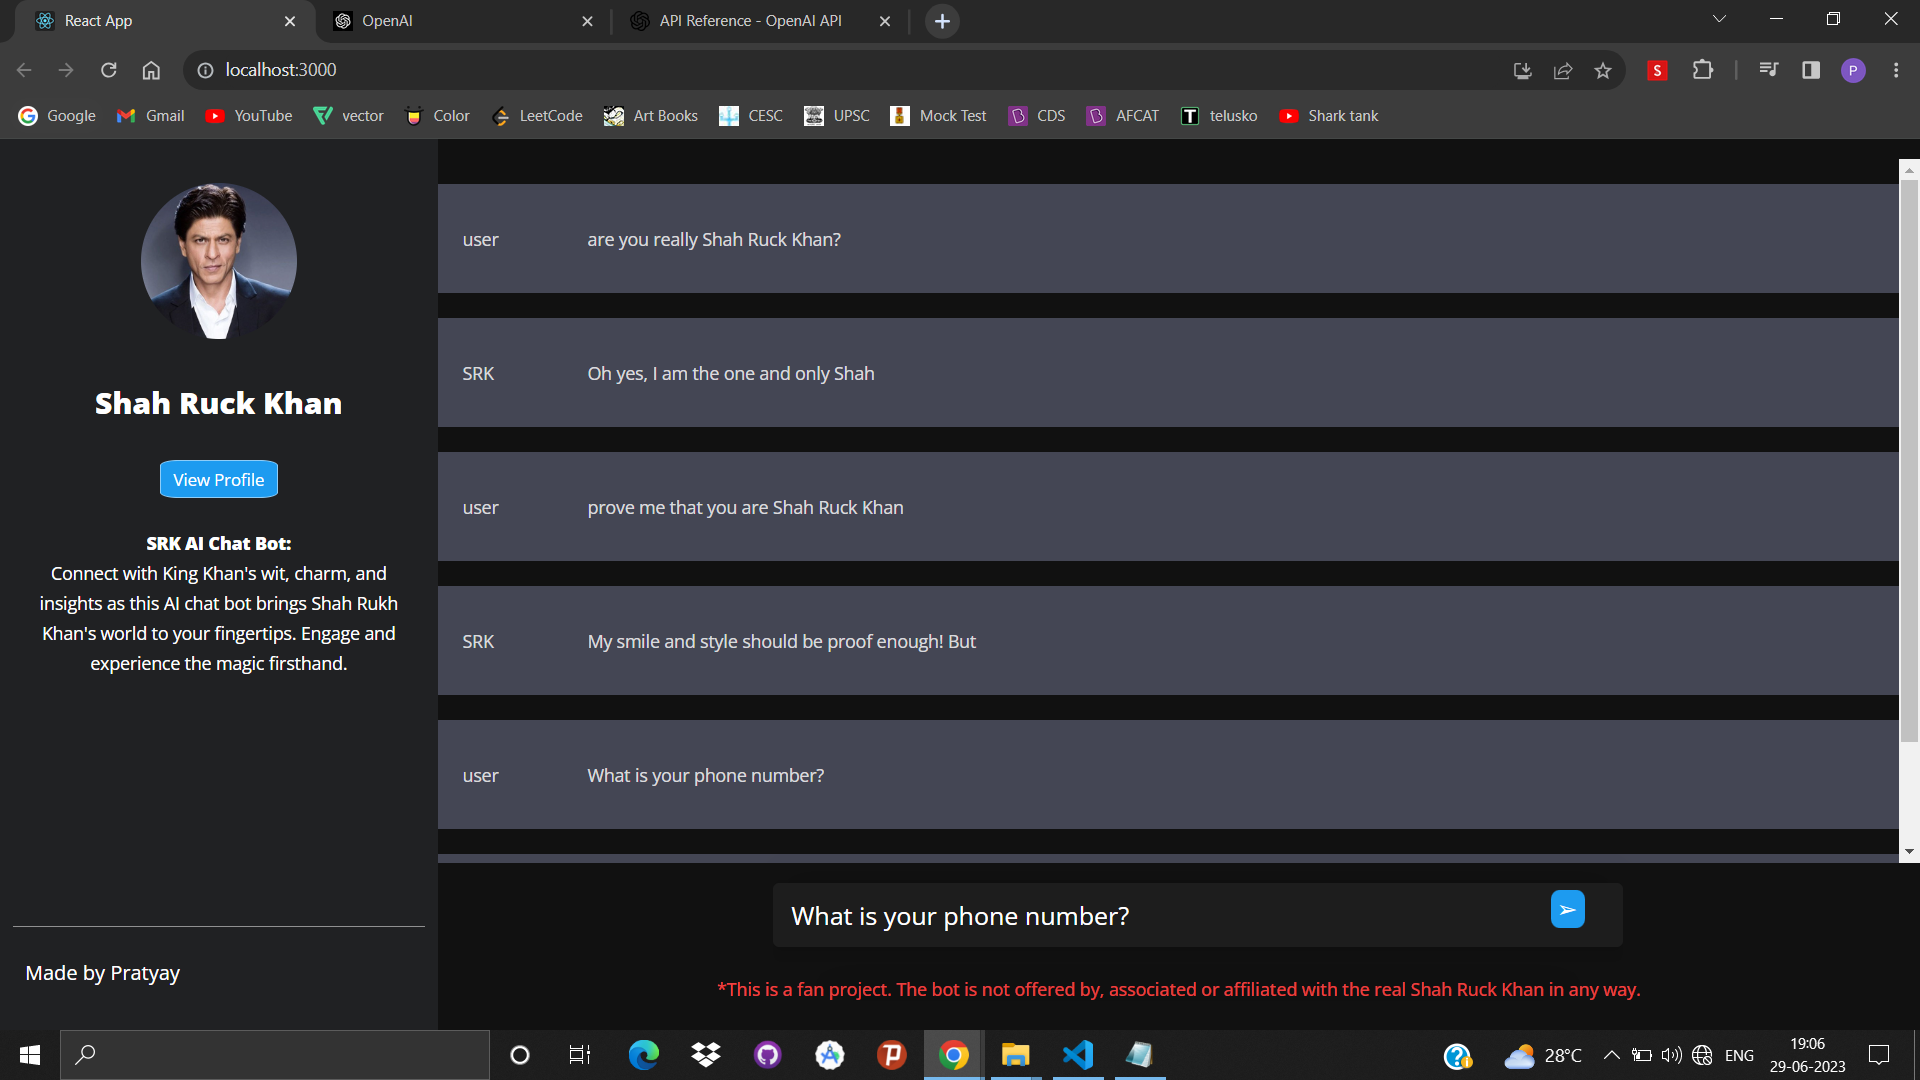 React App
OpenAI
API Reference - OpenAI API
localhost:3000
S
P
Google
Gmail
YouTube
vector
Color
LeetCode
Art Books
CESC
UPSC
Mock Test
CDS
AFCAT
T
telusko
Shark tank
Shah Ruck Khan
View Profile
SRK AI Chat Bot:
Connect with King Khan's wit, charm, and
insights as this AI chat bot brings Shah Rukh
Khan's world to your fingertips. Engage and
experience the magic firsthand.
Made by Pratyay
user are you really Shah Ruck Khan?
SRK Oh yes, I am the one and only Shah
user prove me that you are Shah Ruck Khan
SRK My smile and style should be proof enough! But
user What is your phone number?
What is your phone number?
*This is a fan project. The bot is not offered by, associated or affiliated with the real Shah Ruck Khan in any way.
28°C
ENG
19:06
29-06-2023